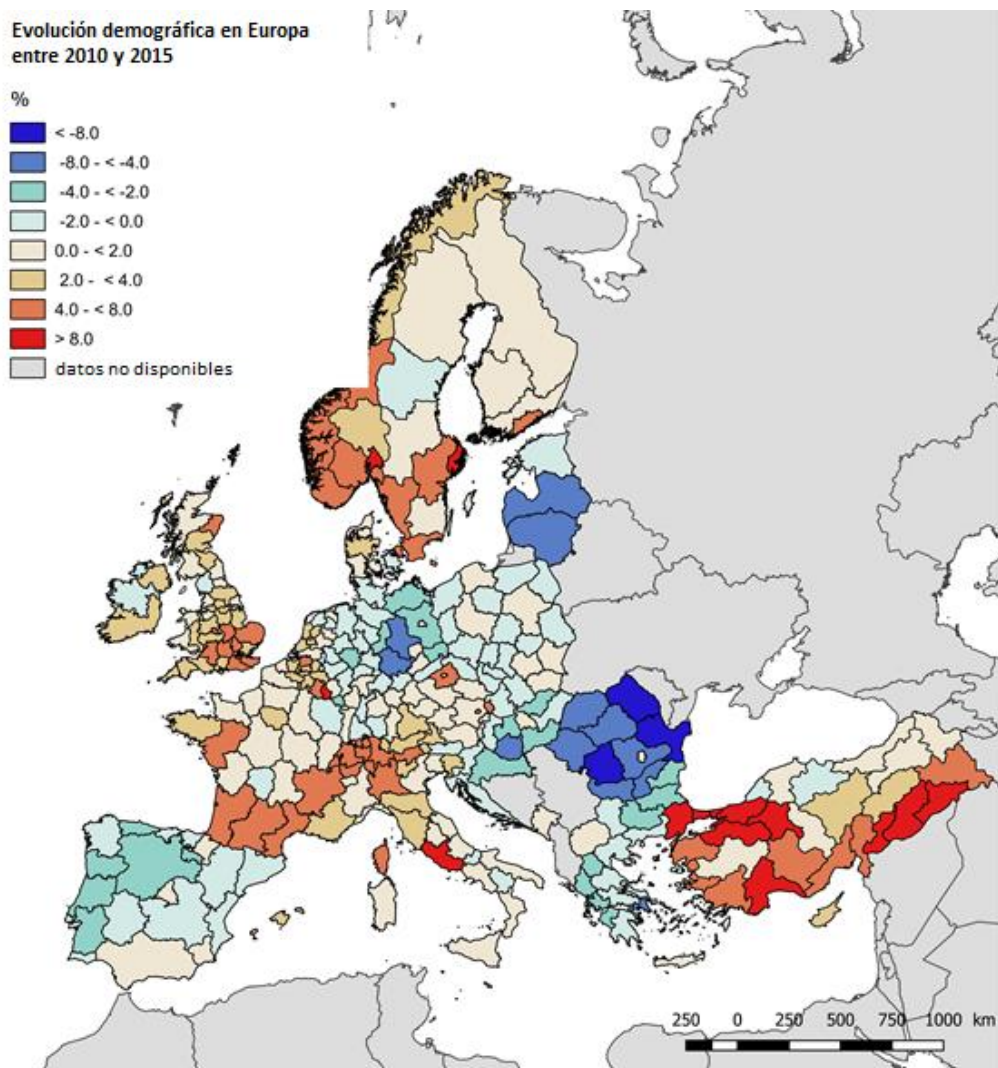 Evolución demográfica en Europa
entre 2010 y 2015
%
< -8.0
-8.0 - < -4.0
-4.0 - < -2.0
-2.0 - < 0.0
0.0 - < 2.0
2.0 - < 4.0
4.0 - < 8.0
> 8.0
datos no disponibles
250 0 250 500 750 1000 km